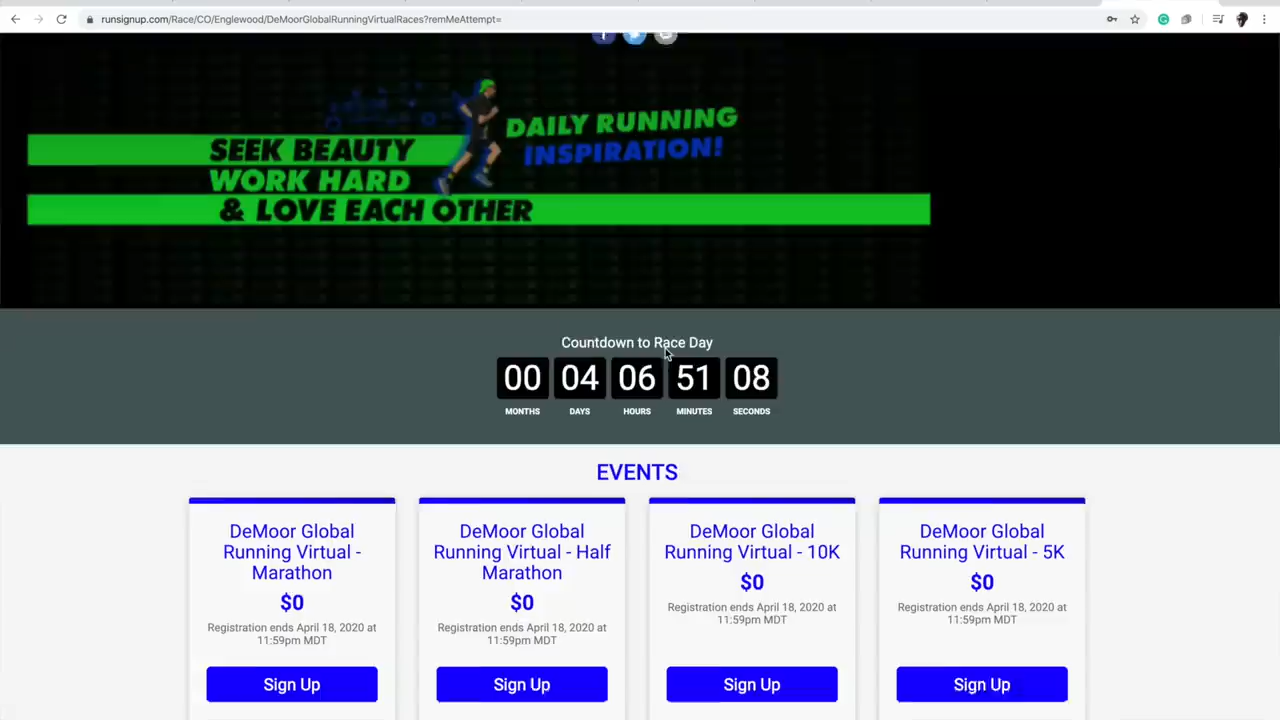 runsignup.com/Race/CO/Englewood/DeMoorGlobalRunningVirtualRaces?remMeAttempt=
SEEK BEAUTY
WORK HARD
& LOVE EACH OTHER
DAILY RUNNING
INSPIRATION!
Countdown to Race Day
00 04 06 51 08
MONTHS DAYS HOURS MINUTES SECONDS
EVENTS
DeMoor Global
Running Virtual -
Marathon
$0
Registration ends April 18, 2020 at
11:59pm MDT
Sign Up
DeMoor Global
Running Virtual - Half
Marathon
$0
Registration ends April 18, 2020 at
11:59pm MDT
Sign Up
DeMoor Global
Running Virtual - 10K
$0
Registration ends April 18, 2020 at
11:59pm MDT
Sign Up
DeMoor Global
Running Virtual - 5K
$0
Registration ends April 18, 2020 at
11:59pm MDT
Sign Up